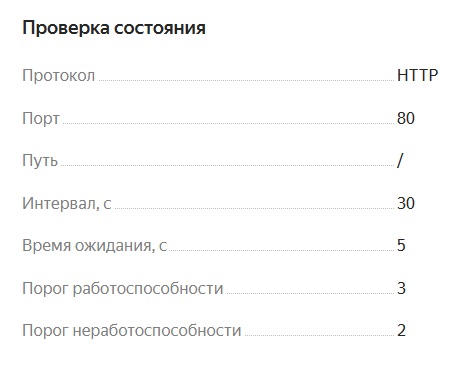 Проверка состояния
Протокол HTTP
Порт 80
Путь /
Интервал, с 30
Время ожидания, с 5
Порог работоспособности 3
Порог неработоспособности 2